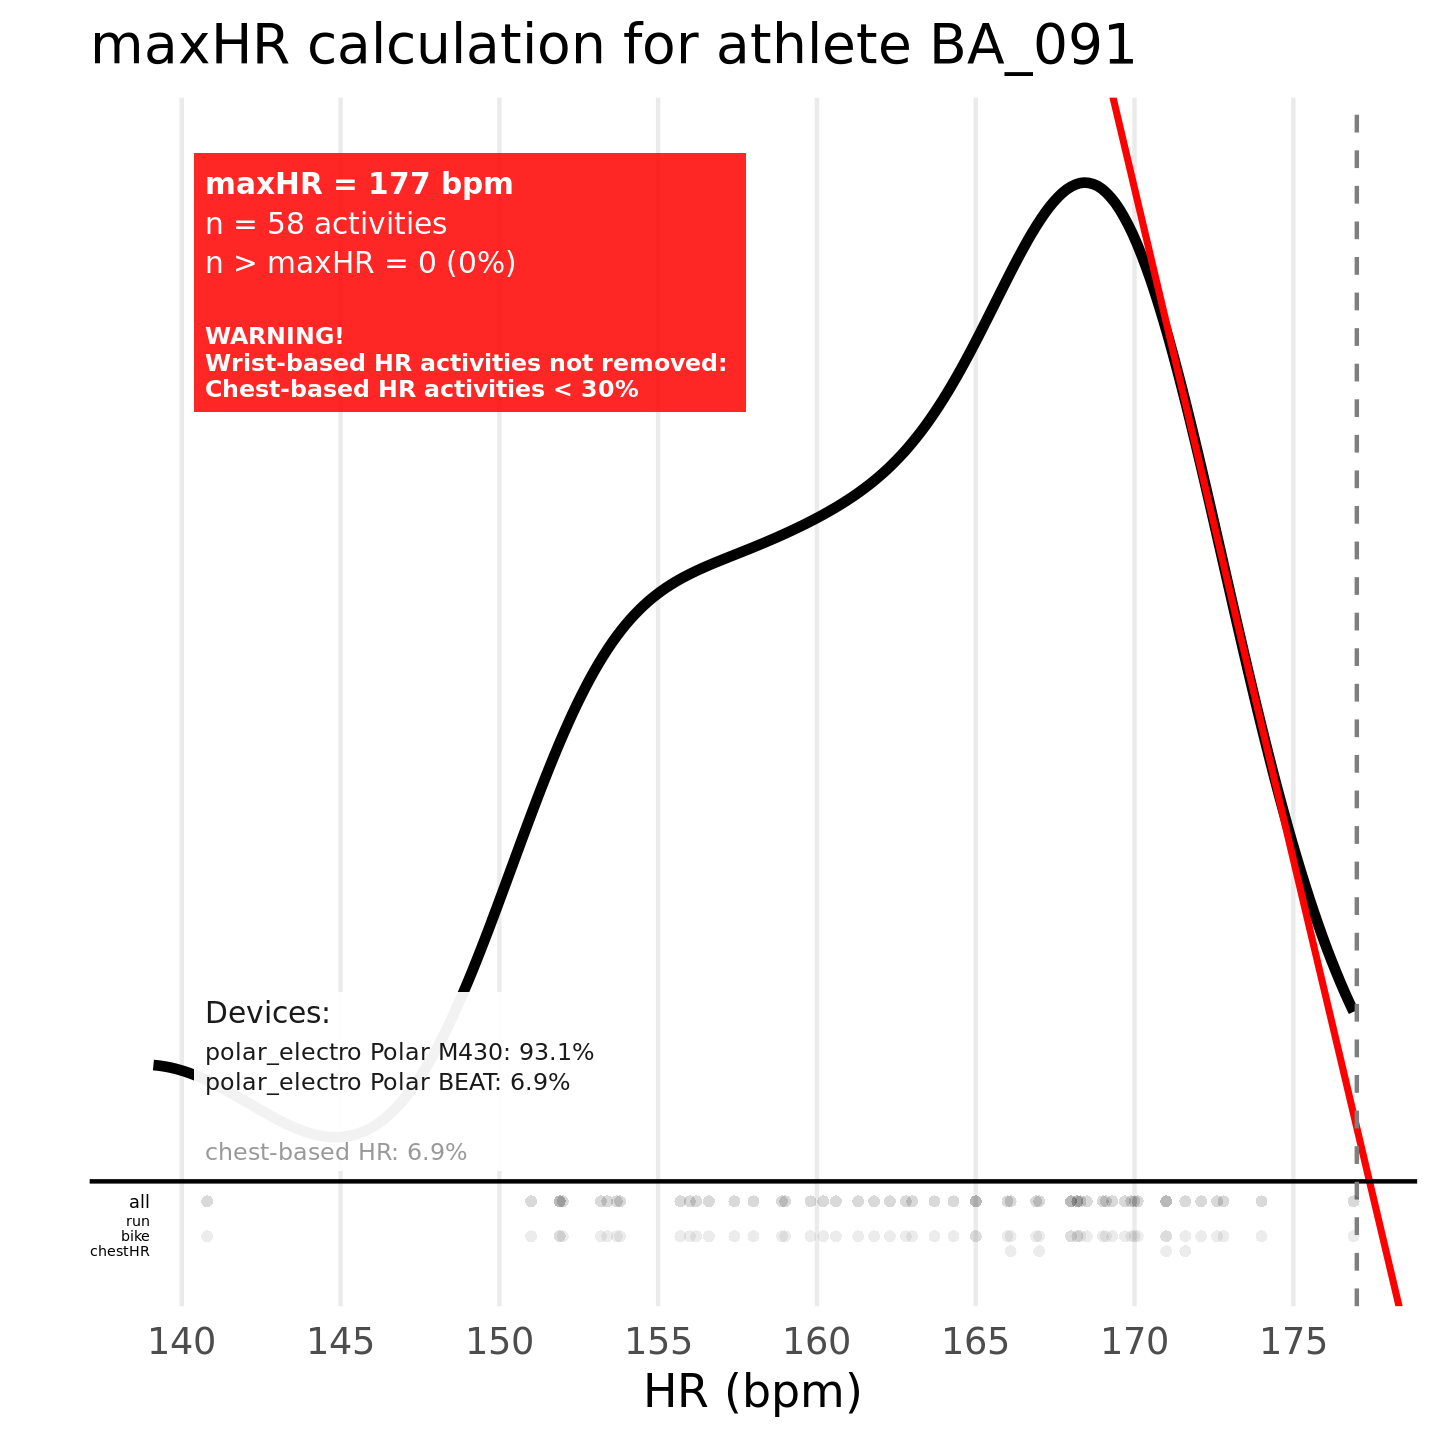 maxHR calculation for athlete BA_091
maxHR = 177 bpm
n = 58 activities
n > maxHR = 0 (0%)
WARNING!
Wrist-based HR activities not removed:
Chest-based HR activities < 30%
Devices:
polar_electro Polar M430: 93.1%
polar_electro Polar BEAT: 6.9%
chest-based HR: 6.9%
all
run
bike
chestHR
140 145 150 155 160 165 170 175
HR (bpm)